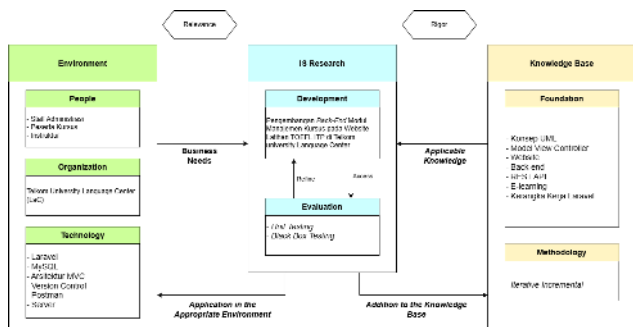 Relevance
Rigor
Environment
People
- Staff Administrasi
- Peserta Kursus
- Instruktur
Organization
Telkom University Language Center
(LaC)
Technology
- Laravel
- MySQL
- Arsitektur MVC
Version Control
Postman
- Server
Business
Needs
IS Research
Development
Pengembangan Back-End Modul
Manajemen Kursus pada Website
Latihan TOEFL ITP di Telkom
university Language Center
Refine
Assess
Evaluation
- Unit Testing
- Black Box Testing
Applicable
Knowledge
Knowledge Base
Foundation
Konsep UML
- Model View Controller
- Website
Back-end
- REST API
- E-learning
- Kerangka Kerja Laravel
Methodology
Iterative Incremental
Application in the
Appropriate Environment
Addition to the Knowledge
Base